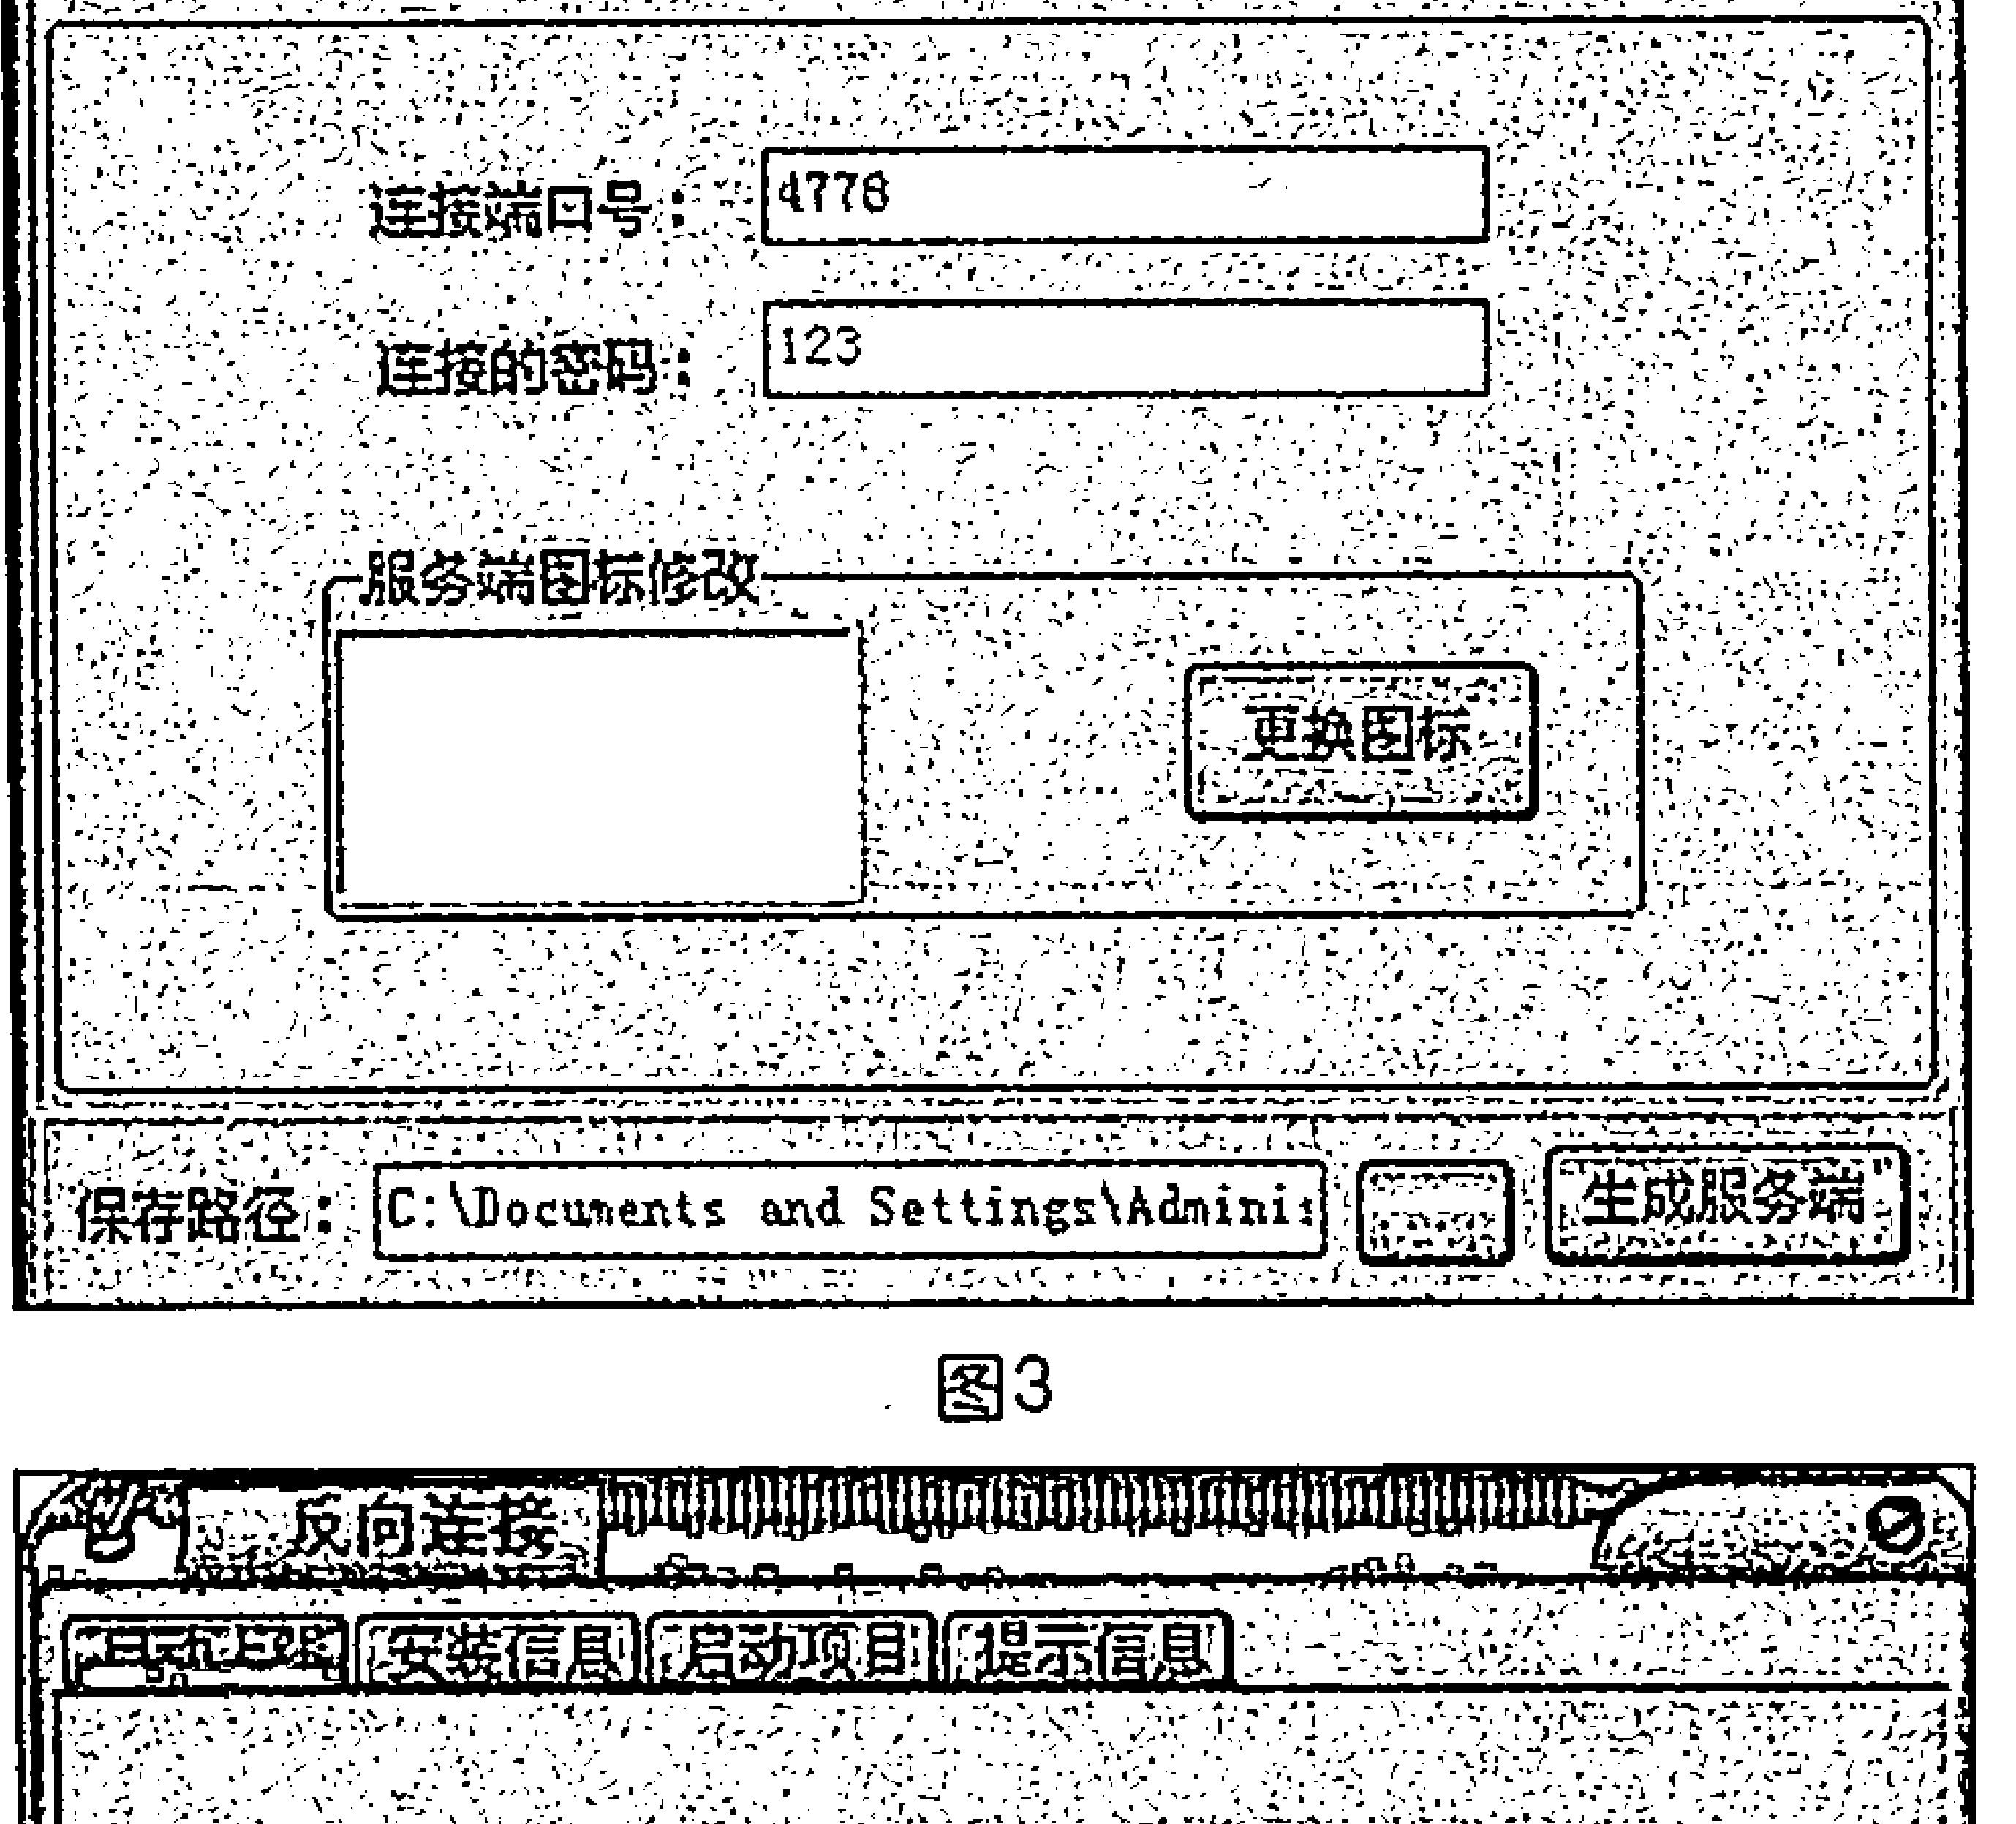 连接端口号： 4778
连接的密码： 123
服务端图标修改
更换图标
保存路径： C:\Documents and Settings\Adminis 生成服务端
图3
反向连接
安装信息 启动项目 提示信息